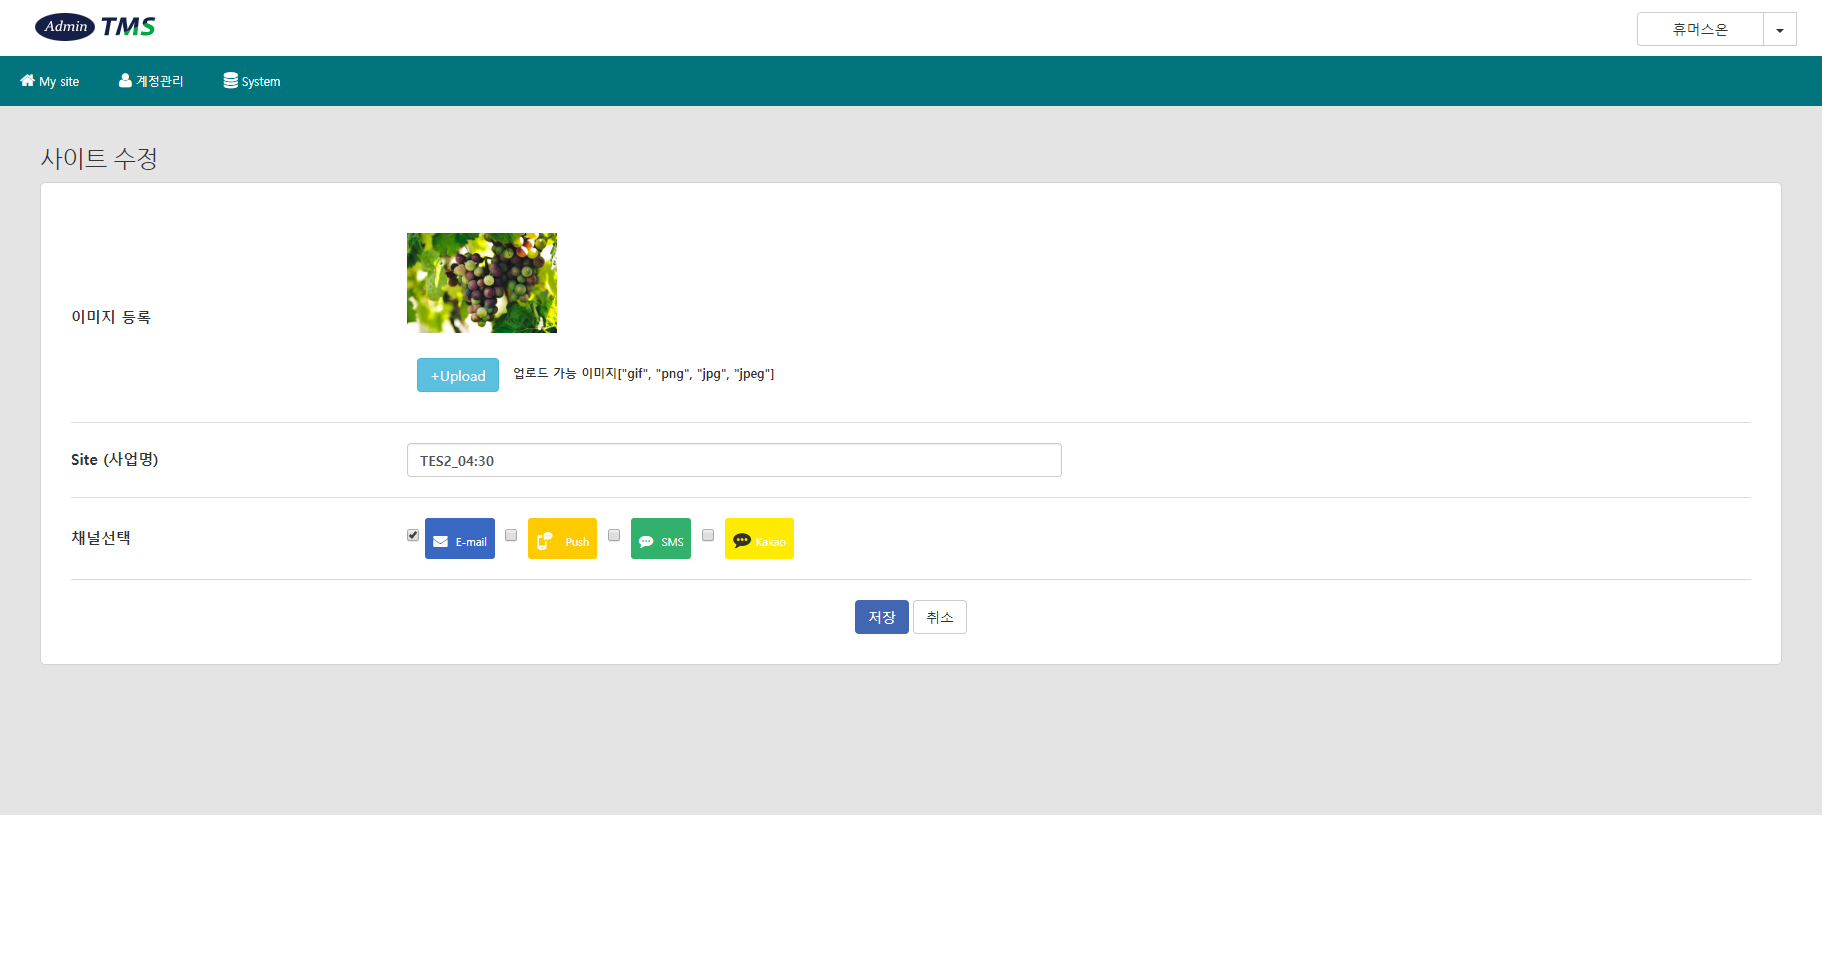 Admin TMS
휴머스온
My site 계정관리 System
사이트 수정
이미지 등록
+Upload 업로드 가능 이미지["gif", "png", "jpg", "jpeg"]
Site (사업명) TES2_04:30
채널선택 E-mail Push SMS Kakao
저장 취소